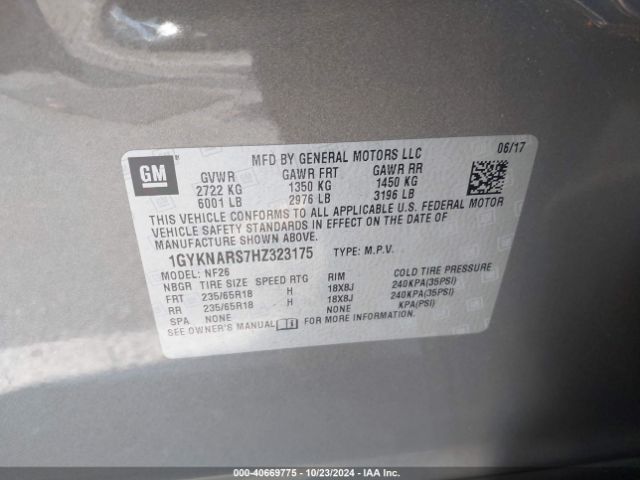 MFD BY GENERAL MOTORS LLC 06/17
GM
GVWR GAWR FRT GAWR RR
2722 KG 1350 KG 1450 KG
6001 LB 2976 LB 3196 LB
THIS VEHICLE CONFORMS TO ALL APPLICABLE U.S. FEDERAL MOTOR
VEHICLE SAFETY STANDARDS IN EFFECT ON THE DATE OF
MANUFACTURE SHOWN ABOVE.
1GYKNARS7HZ323175 TYPE: M.P.V.
MODEL: NF26
NBGR TIRE SIZE SPEED RTG RIM COLD TIRE PRESSURE
FRT 235/65R18 H 18X8J 240KPA(35PSI)
RR 235/65R18 H 18X8J 240KPA(35PSI)
SPA NONE NONE KPA(PSI)
SEE OWNER'S MANUAL FOR MORE INFORMATION.
000-40669775 - 10/23/2024 - IAAI.COM